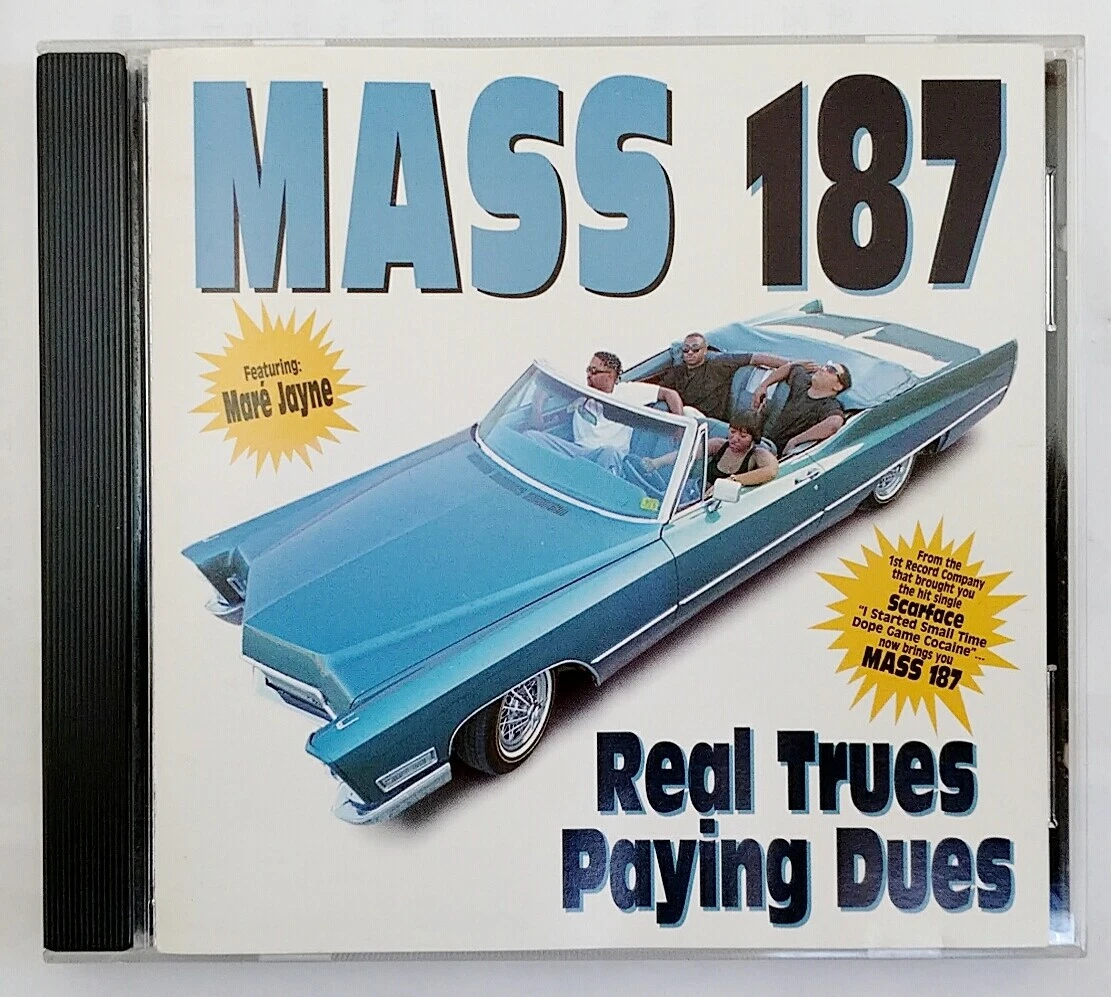 MASS 187
Featuring:
Maré Jayne
From the
1st Record Company
that brought you
the hit single
Scarface
"I Started Small Time
Dope Game Cocaine"...
now brings you
MASS 187
Real Trues
Paying Dues